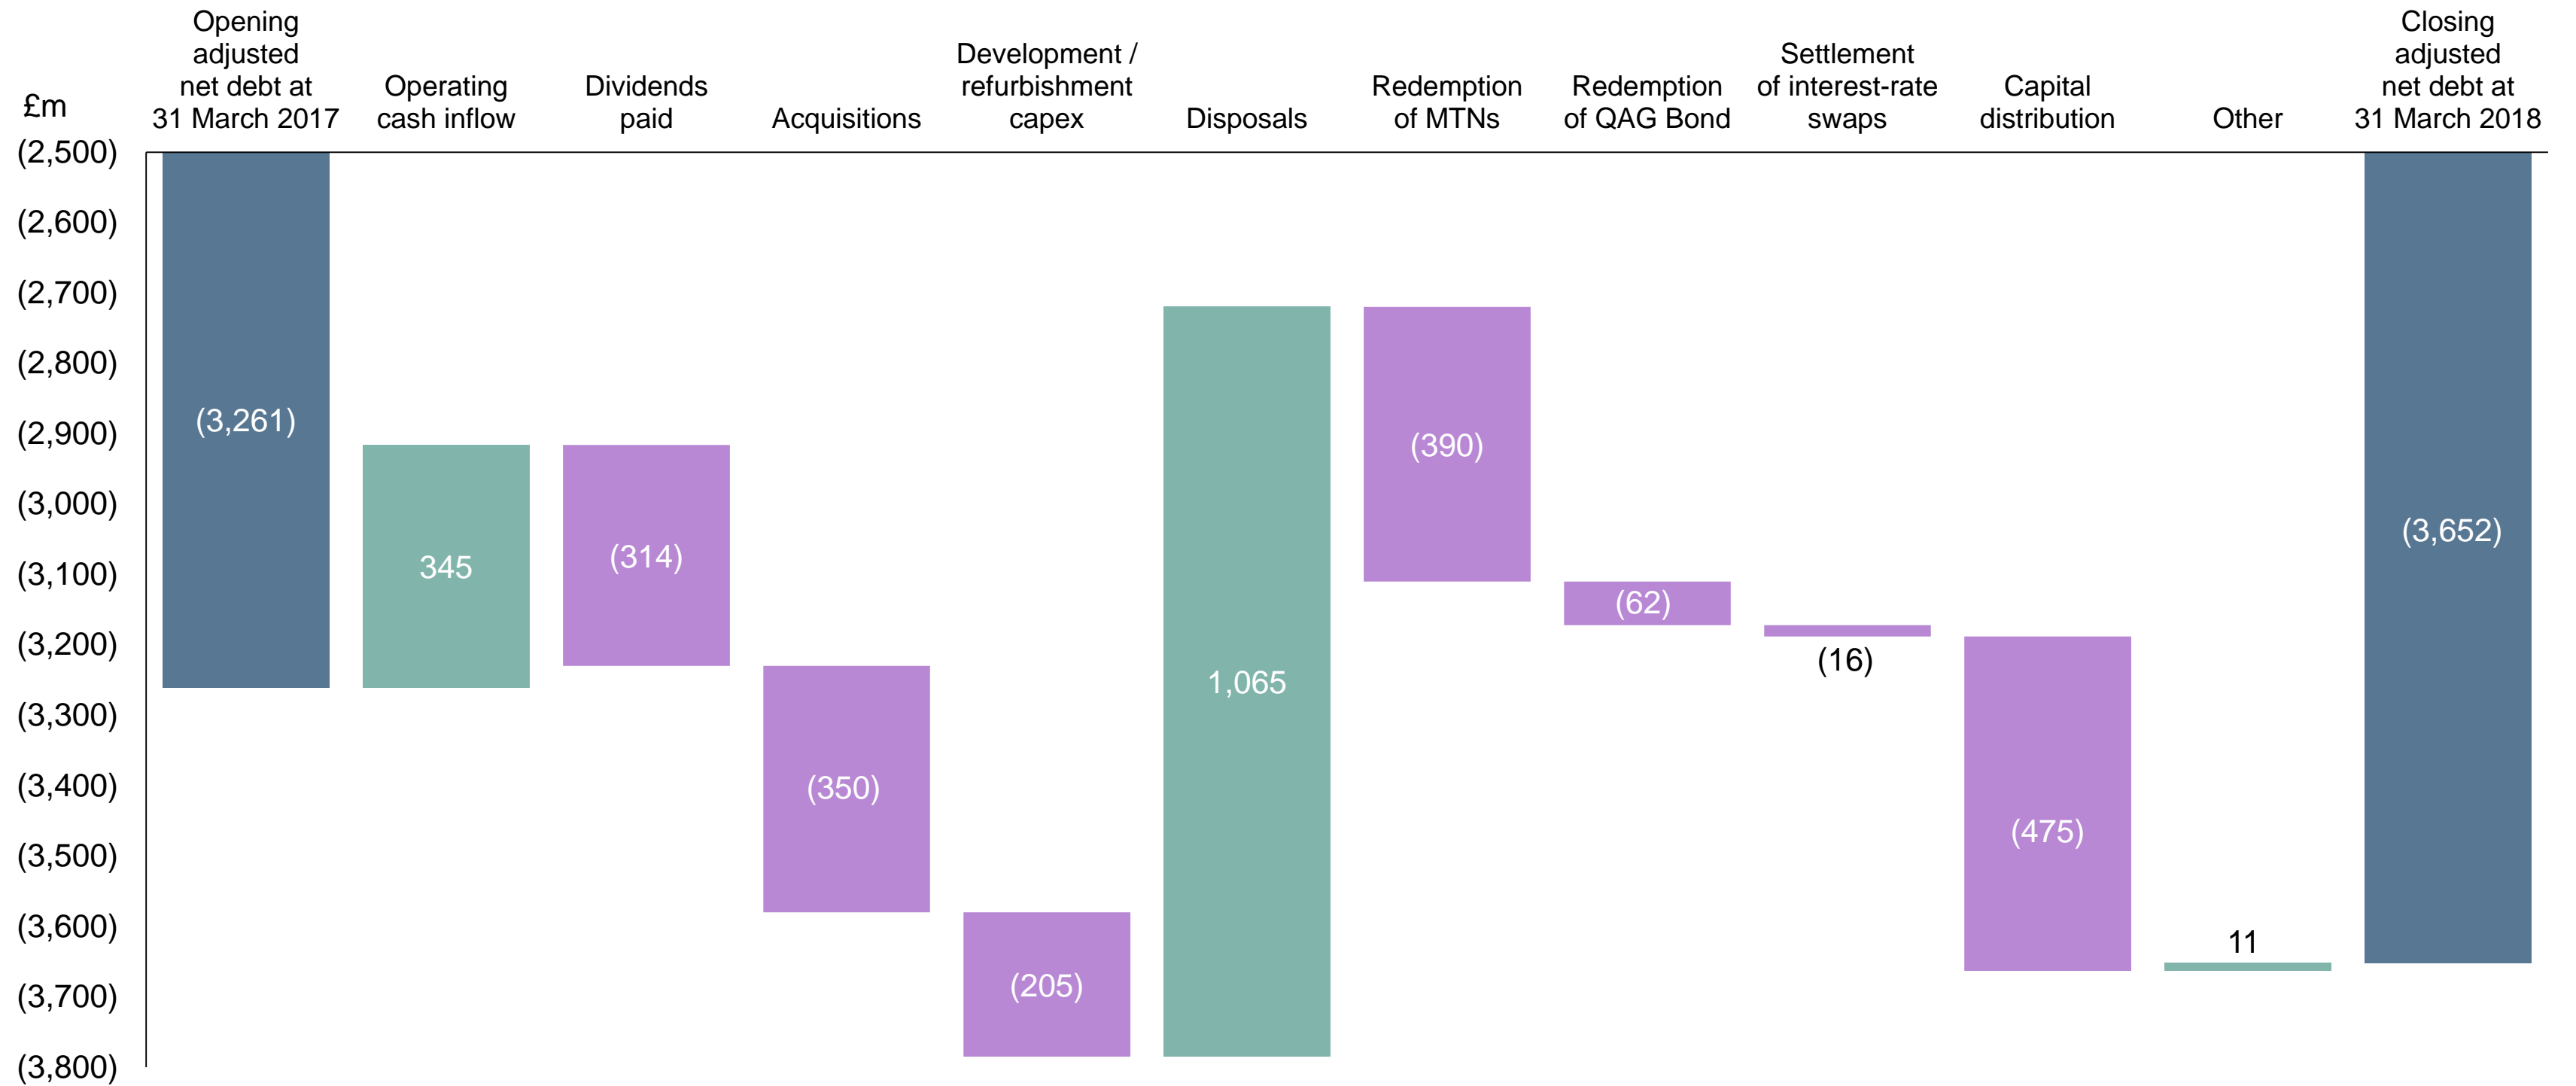 £m
Opening
adjusted
net debt at
31 March 2017
Operating
cash inflow
Dividends
paid
Acquisitions
Development /
refurbishment
capex
Disposals
Redemption
of MTNs
Redemption
of QAG Bond
Settlement
of interest-rate
swaps
Capital
distribution
Other
Closing
adjusted
net debt at
31 March 2018
(2,500)
(2,600)
(2,700)
(2,800)
(2,900)
(3,000)
(3,100)
(3,200)
(3,300)
(3,400)
(3,500)
(3,600)
(3,700)
(3,800)
(3,261)
345
(314)
(350)
(205)
1,065
(390)
(62)
(16)
(475)
11
(3,652)